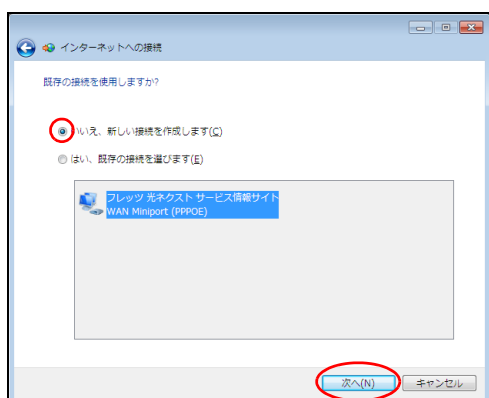 インターネットへの接続
既存の接続を使用しますか?
いいえ、新しい接続を作成します(C)
はい、既存の接続を選びます(E)
フレッツ 光ネクスト サービス情報サイト
WAN Miniport (PPPOE)
次へ(N)
キャンセル